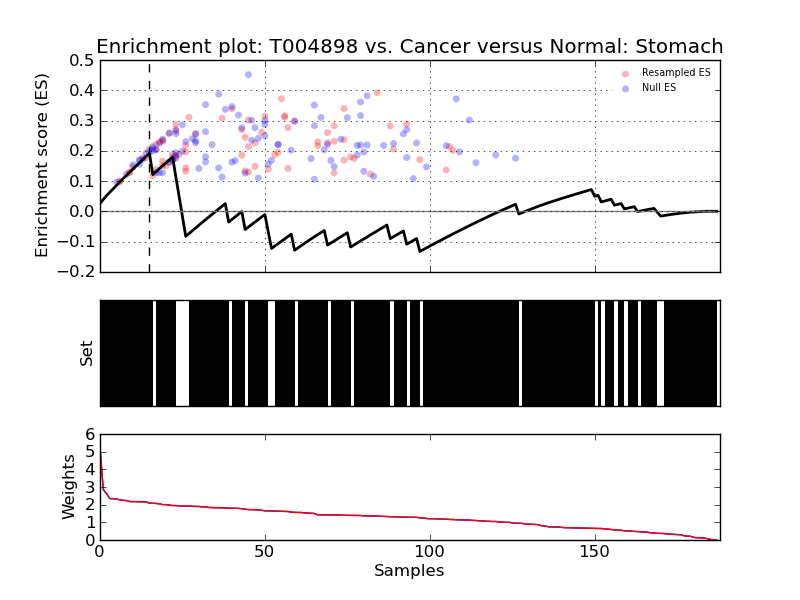 Enrichment plot: T004898 vs. Cancer versus Normal: Stomach
Enrichment score (ES)
0.5
0.4
0.3
0.2
0.1
0.0
−0.1
−0.2
Resampled ES
Null ES
Set
Weights
6
5
4
3
2
1
0
0 50 100 150
Samples